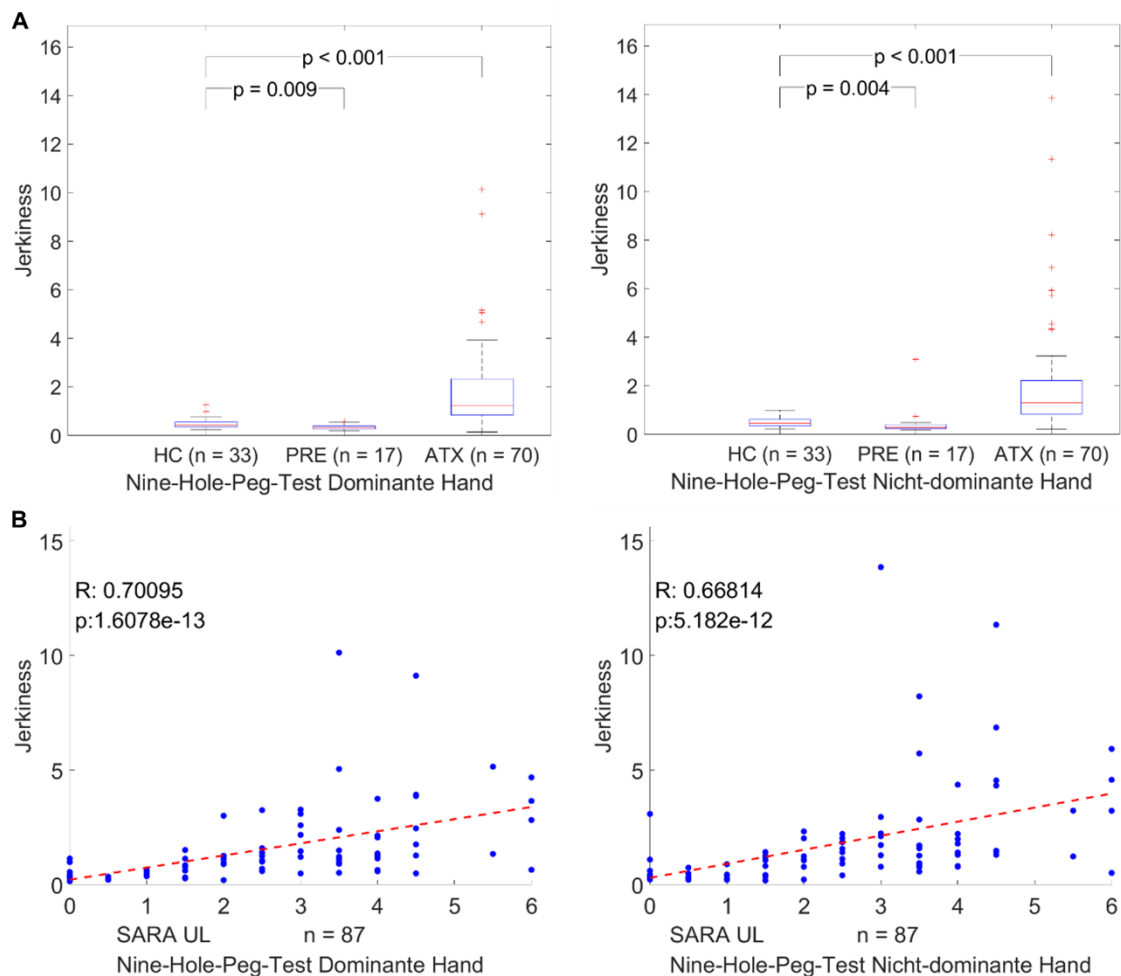 A
p < 0.001
p = 0.009
16
14
12
10
8
6
4
2
0
Jerkiness
HC (n = 33) PRE (n = 17) ATX (n = 70)
Nine-Hole-Peg-Test Dominante Hand
p < 0.001
p = 0.004
16
14
12
10
8
6
4
2
0
Jerkiness
HC (n = 33) PRE (n = 17) ATX (n = 70)
Nine-Hole-Peg-Test Nicht-dominante Hand
B
R: 0.70095
p:1.6078e-13
15
10
5
0
Jerkiness
0 1 2 3 4 5 6
SARA UL n = 87
Nine-Hole-Peg-Test Dominante Hand
R: 0.66814
p:5.182e-12
15
10
5
0
Jerkiness
0 1 2 3 4 5 6
SARA UL n = 87
Nine-Hole-Peg-Test Nicht-dominante Hand